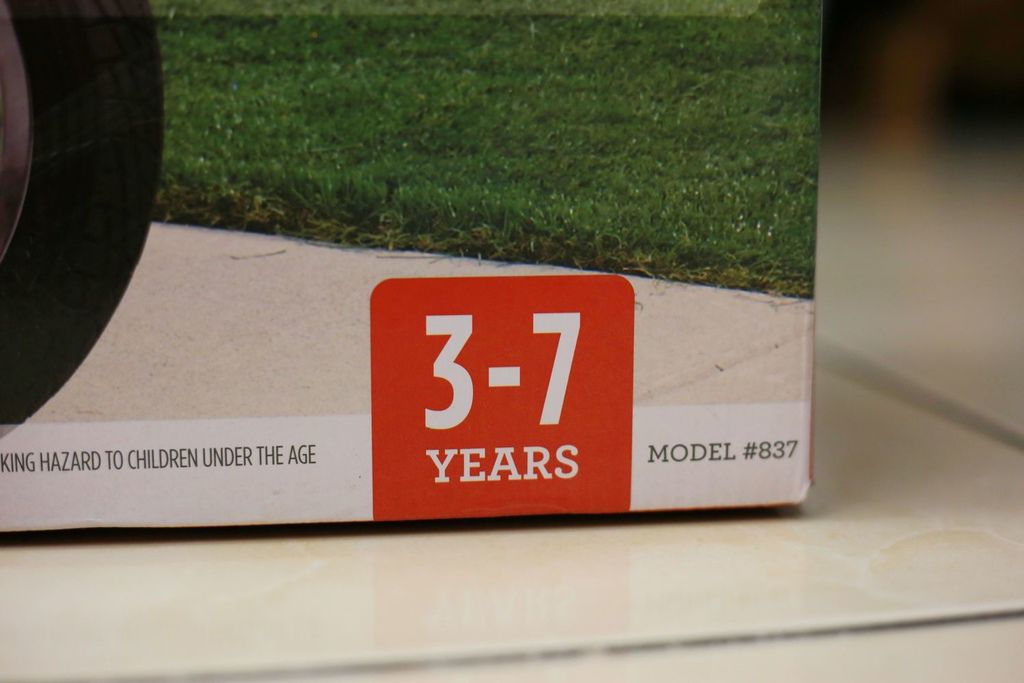 3-7
YEARS
KING HAZARD TO CHILDREN UNDER THE AGE
MODEL #837